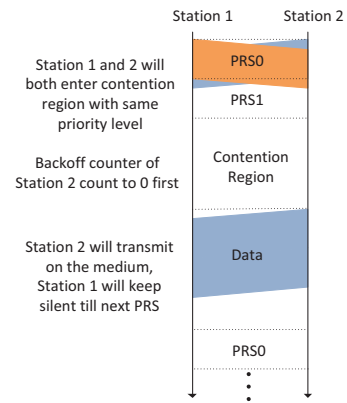 Station 1
Station 2
PRS0
Station 1 and 2 will
both enter contention
region with same
priority level
PRS1
Contention
Region
Backoff counter of
Station 2 count to 0 first
Data
Station 2 will transmit
on the medium,
Station 1 will keep
silent till next PRS
PRS0